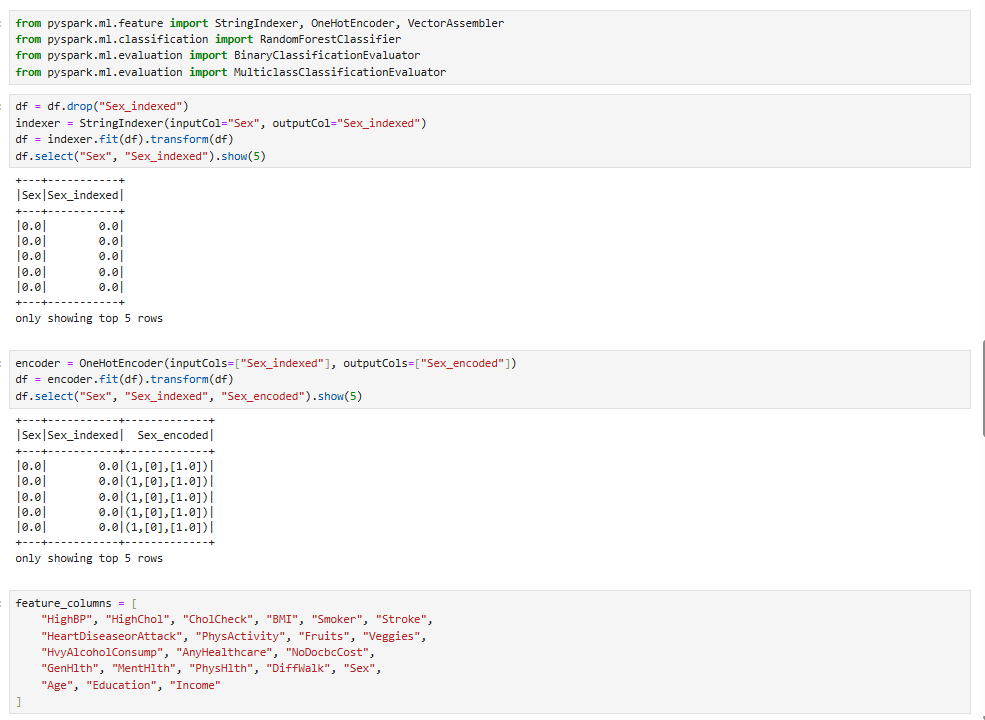 from pyspark.ml.feature import StringIndexer, OneHotEncoder, VectorAssembler
from pyspark.ml.classification import RandomForestClassifier
from pyspark.ml.evaluation import BinaryClassificationEvaluator
from pyspark.ml.evaluation import MulticlassClassificationEvaluator
df = df.drop("Sex_indexed")
indexer = StringIndexer(inputCol="Sex", outputCol="Sex_indexed")
df = indexer.fit(df).transform(df)
df.select("Sex", "Sex_indexed").show(5)
+---+-----------+
|Sex|Sex_indexed|
+---+-----------+
|0.0|        0.0|
|0.0|        0.0|
|0.0|        0.0|
|0.0|        0.0|
|0.0|        0.0|
+---+-----------+
only showing top 5 rows
encoder = OneHotEncoder(inputCols=["Sex_indexed"], outputCols=["Sex_encoded"])
df = encoder.fit(df).transform(df)
df.select("Sex", "Sex_indexed", "Sex_encoded").show(5)
+---+-----------+-------------+
|Sex|Sex_indexed|  Sex_encoded|
+---+-----------+-------------+
|0.0|        0.0|(1,[0],[1.0])|
|0.0|        0.0|(1,[0],[1.0])|
|0.0|        0.0|(1,[0],[1.0])|
|0.0|        0.0|(1,[0],[1.0])|
|0.0|        0.0|(1,[0],[1.0])|
+---+-----------+-------------+
only showing top 5 rows
feature_columns = [
    "HighBP", "HighChol", "CholCheck", "BMI", "Smoker", "Stroke",
    "HeartDiseaseorAttack", "PhysActivity", "Fruits", "Veggies",
    "HvyAlcoholConsump", "AnyHealthcare", "NoDocbcCost",
    "GenHlth", "MentHlth", "PhysHlth", "DiffWalk", "Sex",
    "Age", "Education", "Income"
]